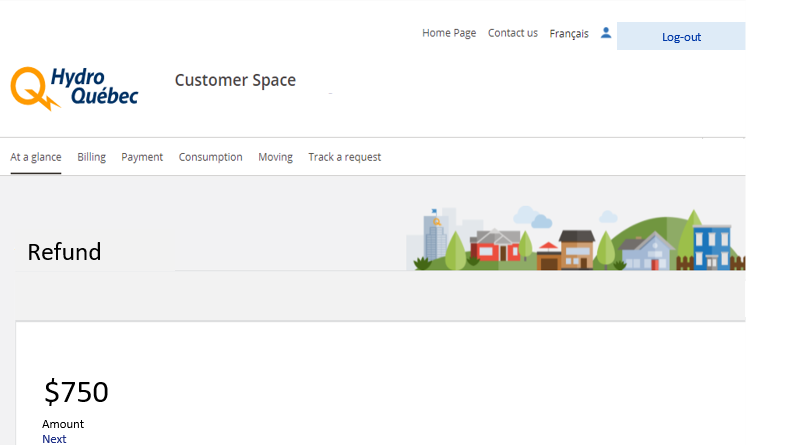 Home Page Contact us Français Log-out
Hydro Québec
Customer Space
At a glance Billing Payment Consumption Moving Track a request
Refund
$750
Amount
Next